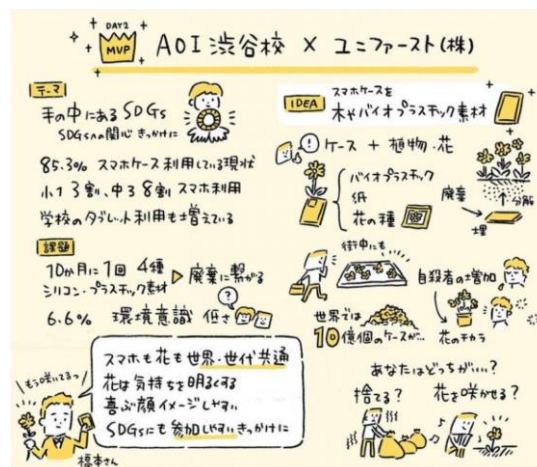 DAY2
MVP
AOI渋谷校 × ユニファースト(株)
テーマ
手の中にあるSDGs
SDGsへの関心 きっかけに
85.3% スマホケース利用している現状
小1 3割、中3 8割 スマホ利用
学校のタブレット利用も増えている
課題
10か月に1回 4種
シリコン・プラスチック素材
廃棄に繋がる
6.6% 環境意識 低さ
?
スマホも花も世界・世代共通
花は気持ちを明るくする
喜ぶ顔イメージしやすい
SDGsにも参加しやすいきっかけに
もう咲いてるっ
橋本さん
IDEA
スマホケースを
木やバイオプラスチック素材
!
ケース + 植物・花
バイオプラスチック
紙
花の種
廃棄
分解
埋
街中にも
自殺者の増加
花のチカラ
世界では
10億個のケースが…
あなたはどっちがいい?
捨てる?
花を咲かせる?